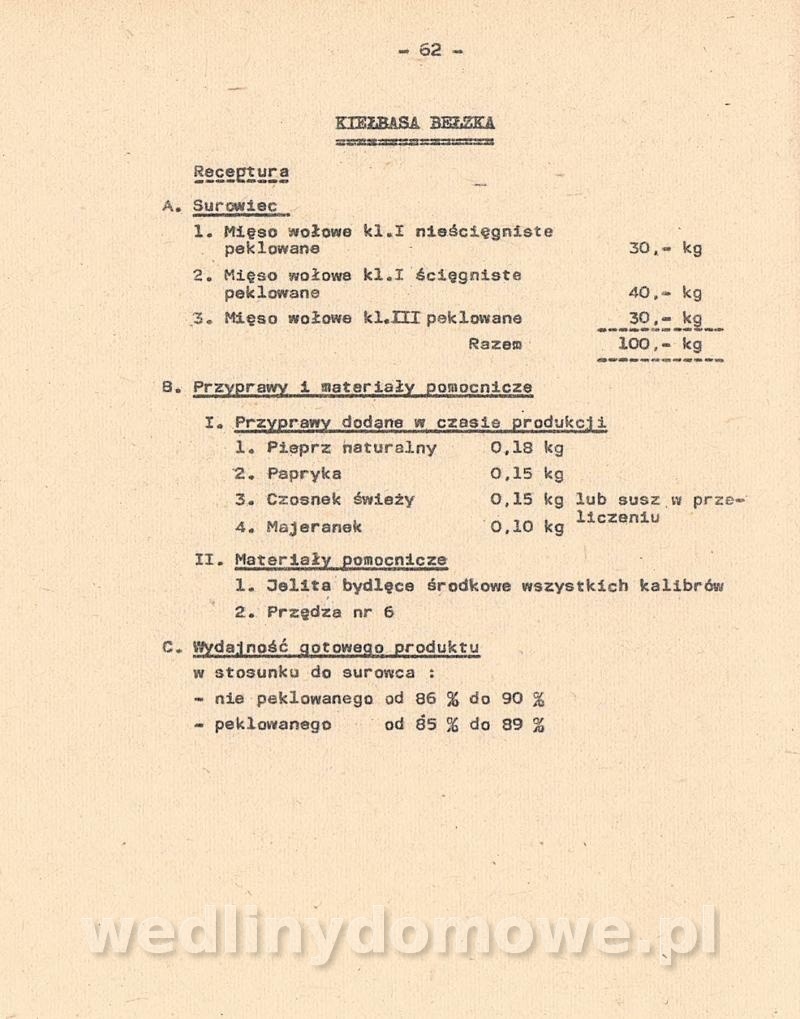 - 62 -
KIEŁBASA BEŁZKA
Receptura
A. Surowiec
1. Mięso wołowe kl.I nieścięgniste
peklowane 30,- kg
2. Mięso wołowe kl.I ścięgniste
peklowane 40,- kg
3. Mięso wołowe kl.III peklowane 30,- kg
Razem 100,- kg
B. Przyprawy i materiały pomocnicze
I. Przyprawy dodane w czasie produkcji
1. Pieprz naturalny 0,18 kg
2. Papryka 0,15 kg
3. Czosnek świeży 0,15 kg lub susz w prze-
liczeniu
4. Majeranek 0,10 kg
II. Materiały pomocnicze
1. Jelita bydlęce środkowe wszystkich kalibrów
2. Przędza nr 6
C. Wydajność gotowego produktu
w stosunku do surowca :
- nie peklowanego od 86 % do 90 %
- peklowanego od 85 % do 89 %
wedlinydomowe.pl